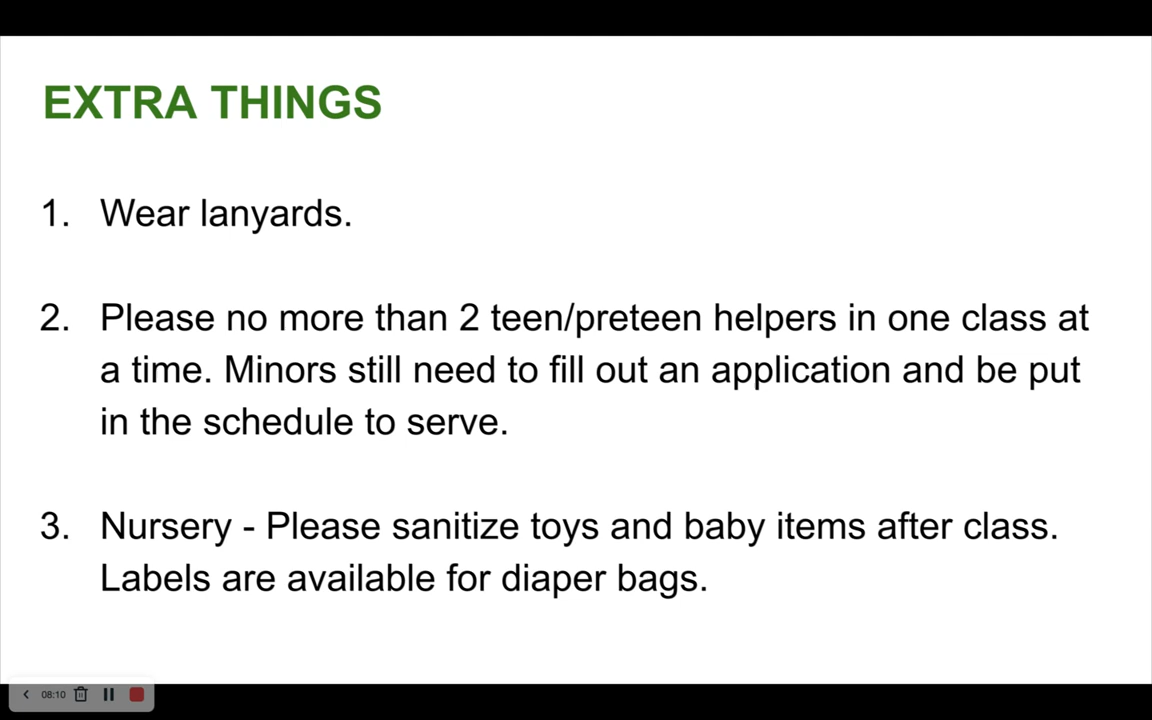 EXTRA THINGS
1. Wear lanyards.
2. Please no more than 2 teen/preteen helpers in one class at
a time. Minors still need to fill out an application and be put
in the schedule to serve.
3. Nursery - Please sanitize toys and baby items after class.
Labels are available for diaper bags.
08:10